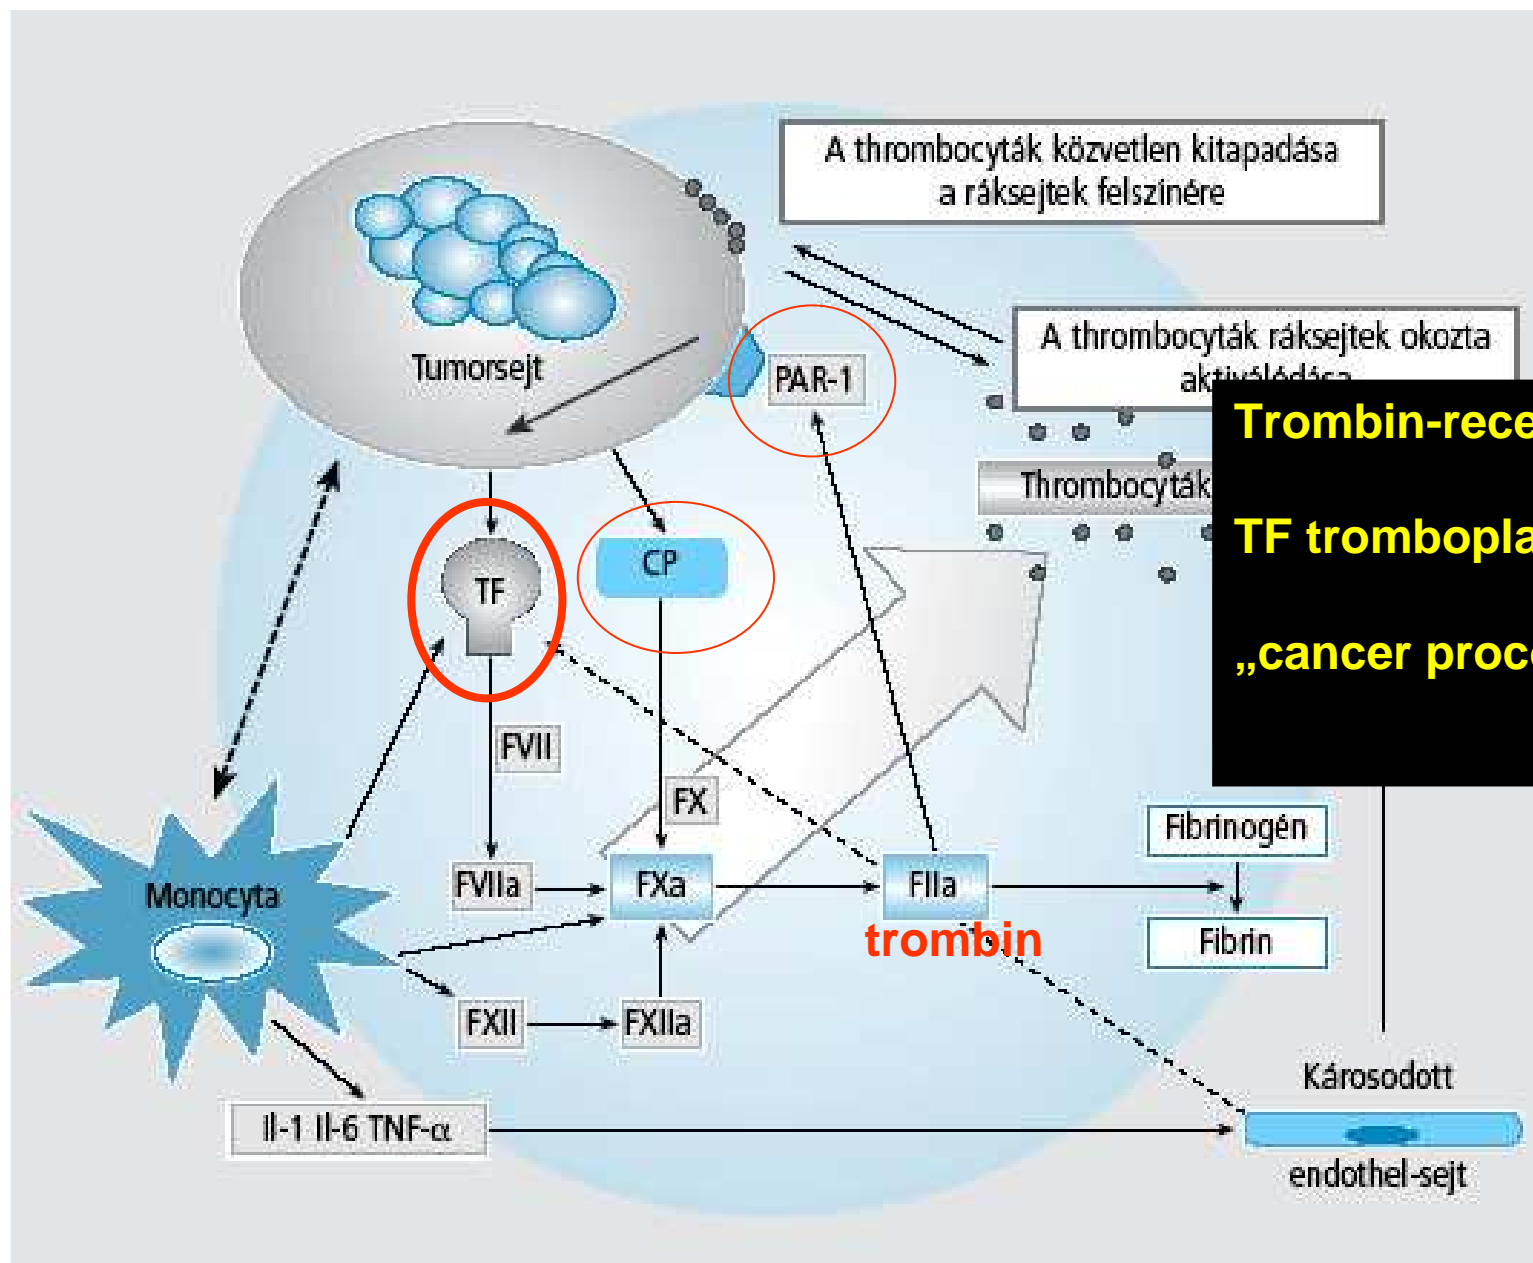 A thrombocyták közvetlen kitapadása
a ráksejtek felszínére
A thrombocyták ráksejtek okozta
aktiválódása
Tumorsejt
PAR-1
Trombin-rece
Thrombocyták
TF trombopla
TF
CP
„cancer proc
FVII
FX
Fibrinogén
Monocyta
FVIIa
FXa
FIIa
trombin
Fibrin
FXII
FXIIa
Károsodott
Il-1 Il-6 TNF-α
endothel-sejt